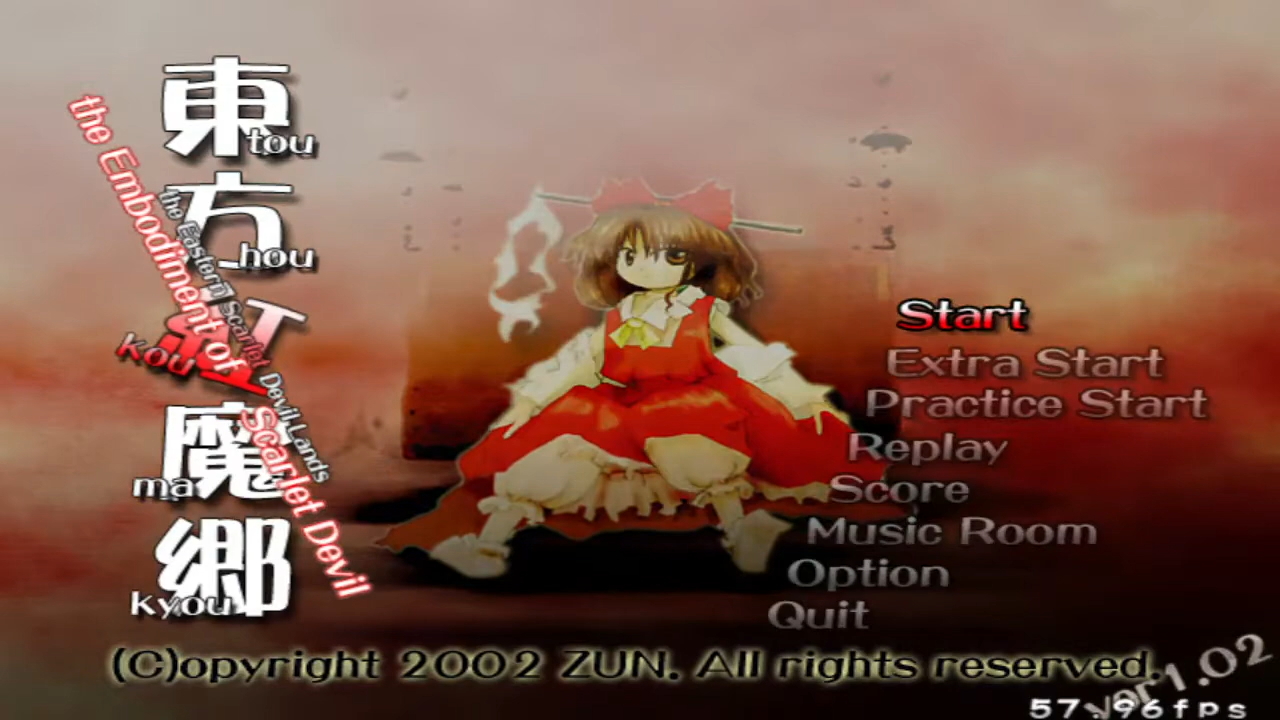 東方紅魔郷
tou
hou
kou
ma
kyou
the Embodiment of Scarlet Devil
the Eastern Scarlet Devil Lands
Start
Extra Start
Practice Start
Replay
Score
Music Room
Option
Quit
(C)opyright 2002 ZUN. All rights reserved.
ver1.02
57.96fps